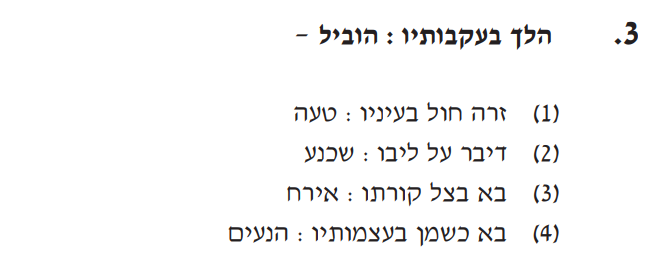 3. הלך בעקבותיו : הוביל –
(1) זרה חול בעיניו : טעה
(2) דיבר על ליבו : שכנע
(3) בא בצל קורתו : אירח
(4) בא כשמן בעצמותיו : הנעים